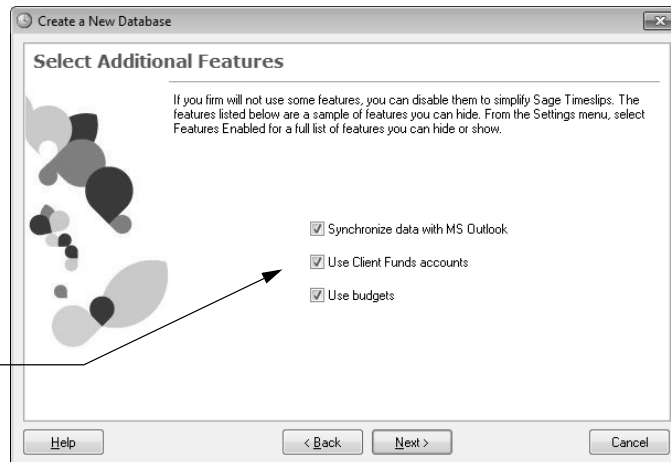 Create a New Database
Select Additional Features
If you firm will not use some features, you can disable them to simplify Sage Timeslips. The
features listed below are a sample of features you can hide. From the Settings menu, select
Features Enabled for a full list of features you can hide or show.
Synchronize data with MS Outlook
Use Client Funds accounts
Use budgets
Help
< Back
Next >
Cancel